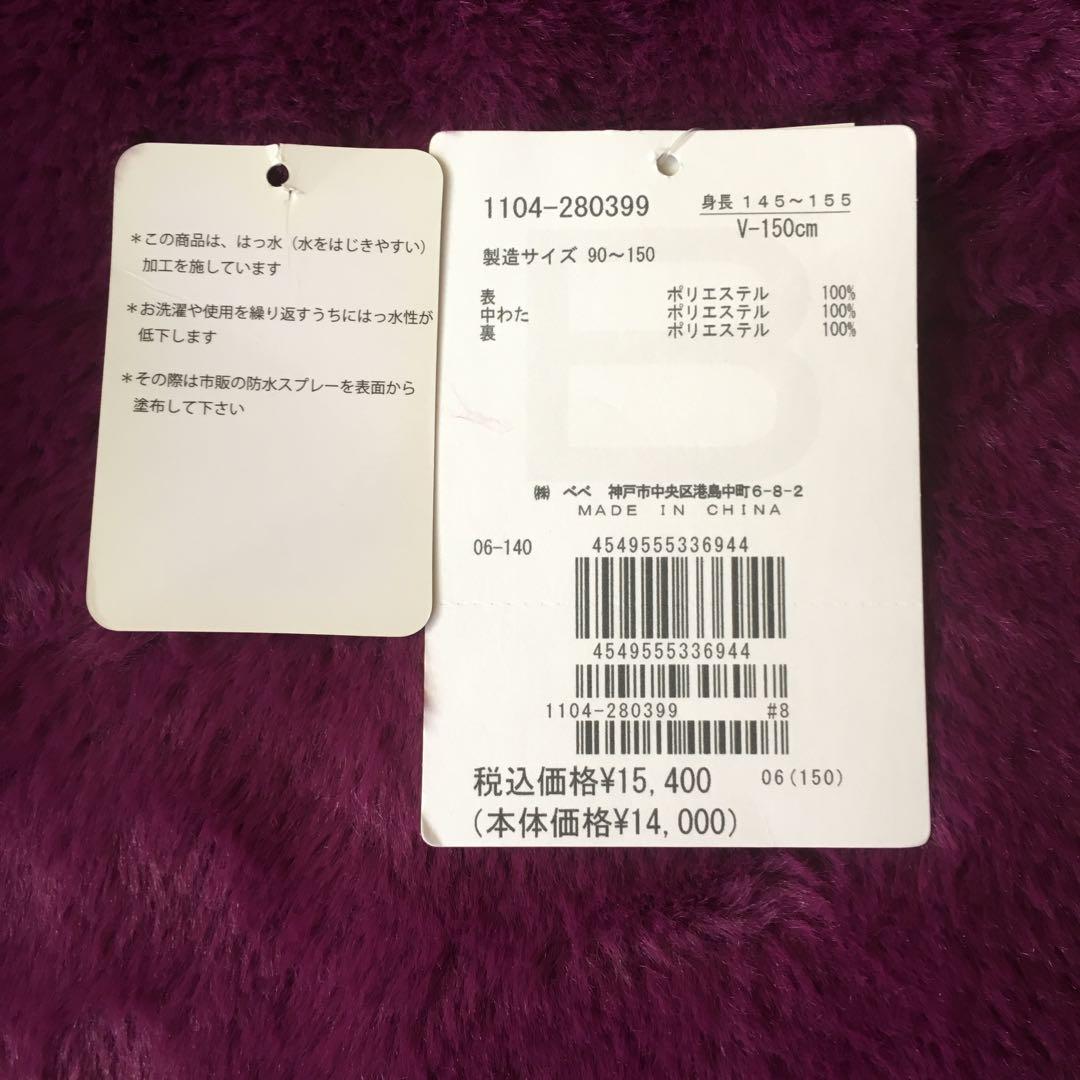 ＊この商品は、はっ水（水をはじきやすい）
加工を施しています
＊お洗濯や使用を繰り返すうちにはっ水性が
低下します
＊その際は市販の防水スプレーを表面から
塗布して下さい
1104-280399 身長 145～155
V-150cm
製造サイズ 90～150
表 ポリエステル 100%
中わた ポリエステル 100%
裏 ポリエステル 100%
B
㈱ べべ 神戸市中央区港島中町6-8-2
MADE IN CHINA
06-140 4549555336944
4549555336944
1104-280399 #8
税込価格¥15,400 06(150)
(本体価格¥14,000)